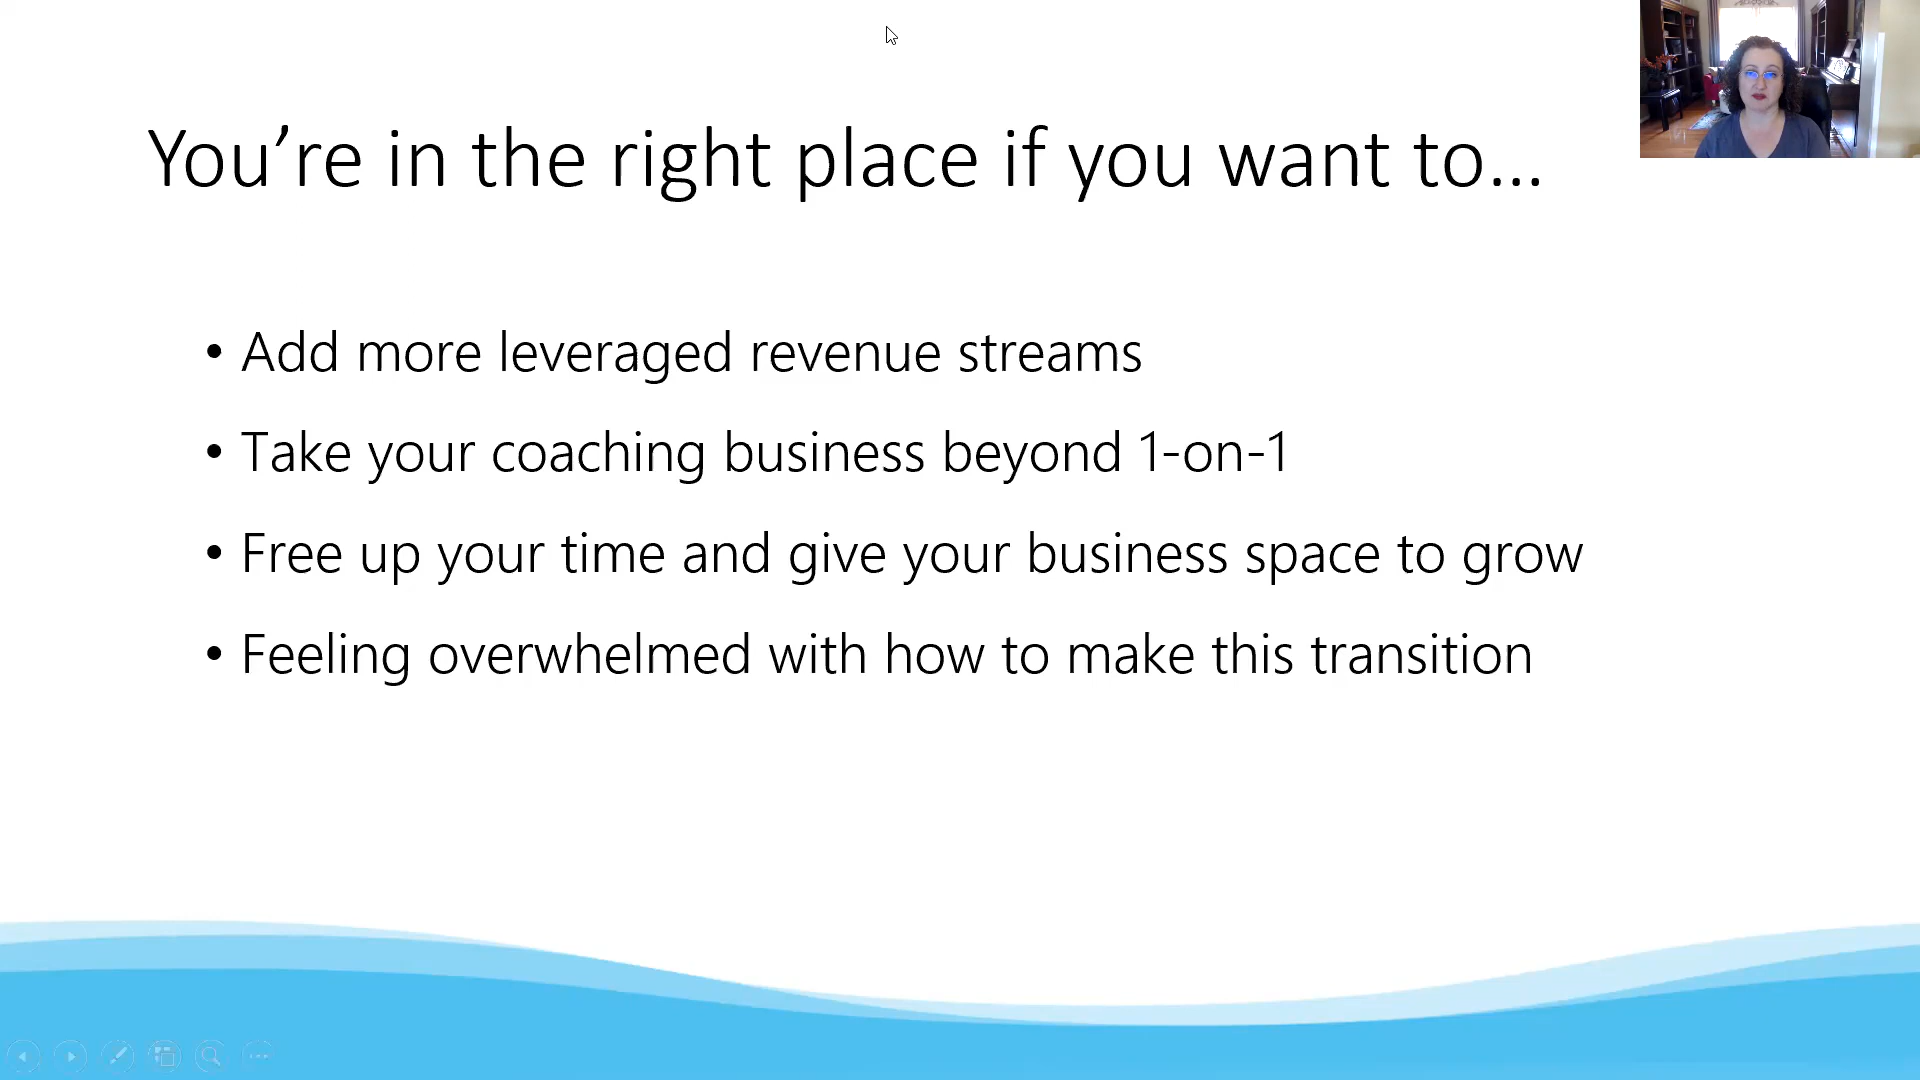 You’re in the right place if you want to…
• Add more leveraged revenue streams
• Take your coaching business beyond 1-on-1
• Free up your time and give your business space to grow
• Feeling overwhelmed with how to make this transition